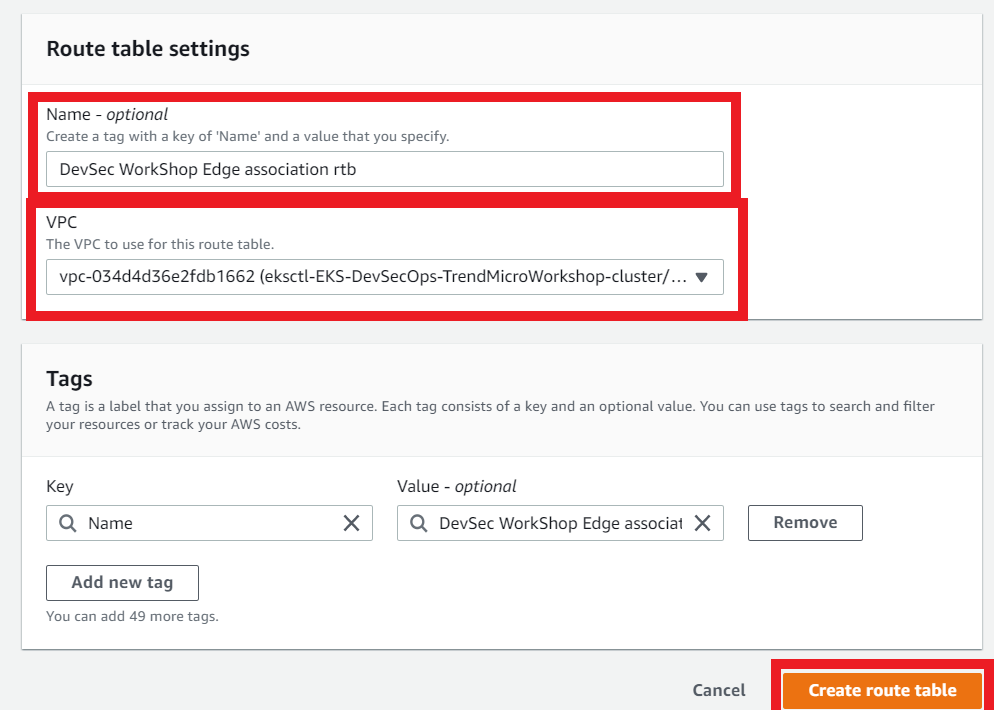 Route table settings
Name - optional
Create a tag with a key of 'Name' and a value that you specify.
DevSec WorkShop Edge association rtb
VPC
The VPC to use for this route table.
vpc-034d4d36e2fdb1662 (eksctl-EKS-DevSecOps-TrendMicroWorkshop-cluster/...
Tags
A tag is a label that you assign to an AWS resource. Each tag consists of a key and an optional value. You can use tags to search and filter
your resources or track your AWS costs.
Key
Value - optional
Name
DevSec WorkShop Edge associat
Remove
Add new tag
You can add 49 more tags.
Cancel
Create route table